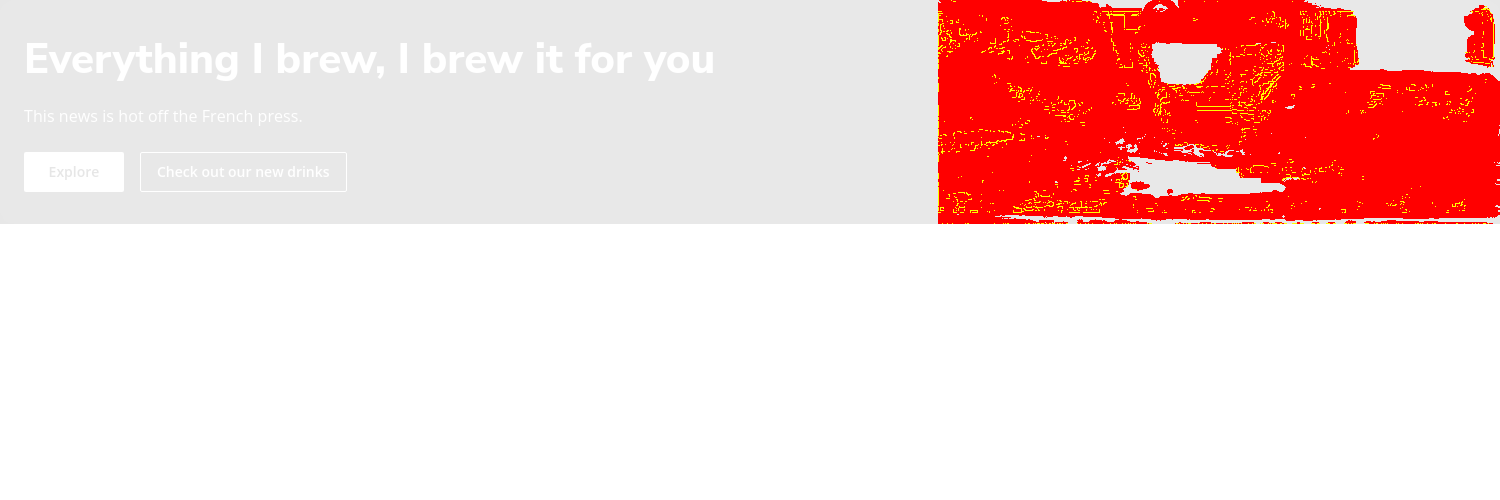 Everything I brew, I brew it for you
This news is hot off the French press.
Explore
Check out our new drinks